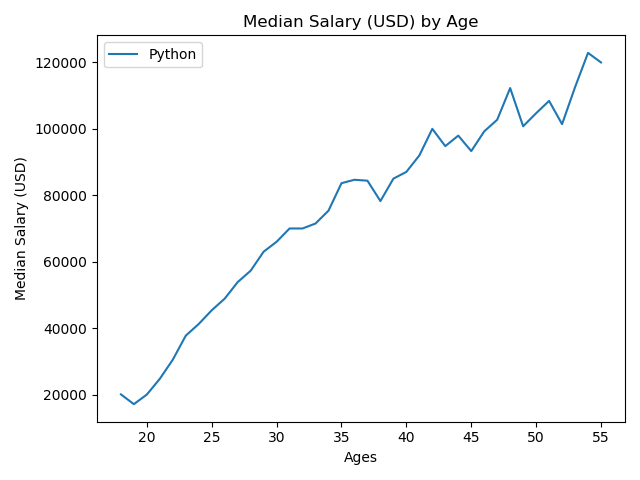 Median Salary (USD) by Age
Python
120000
100000
80000
60000
40000
20000
Median Salary (USD)
20 25 30 35 40 45 50 55
Ages